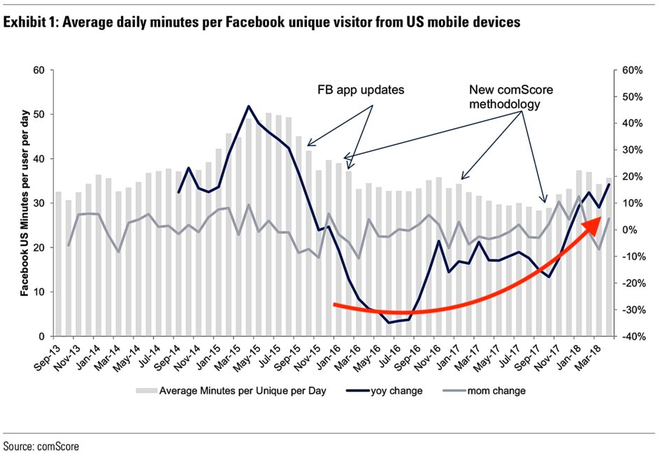 Exhibit 1: Average daily minutes per Facebook unique visitor from US mobile devices
60
50
40
30
20
10
0
Facebook US Minutes per user per day
60%
50%
40%
30%
20%
10%
0%
-10%
-20%
-30%
-40%
FB app updates
New comScore
methodology
Sep-13
Nov-13
Jan-14
Mar-14
May-14
Jul-14
Sep-14
Nov-14
Jan-15
Mar-15
May-15
Jul-15
Sep-15
Nov-15
Jan-16
Mar-16
May-16
Jul-16
Sep-16
Nov-16
Jan-17
Mar-17
May-17
Jul-17
Sep-17
Nov-17
Jan-18
Mar-18
Average Minutes per Unique per Day
yoy change
mom change
Source: comScore